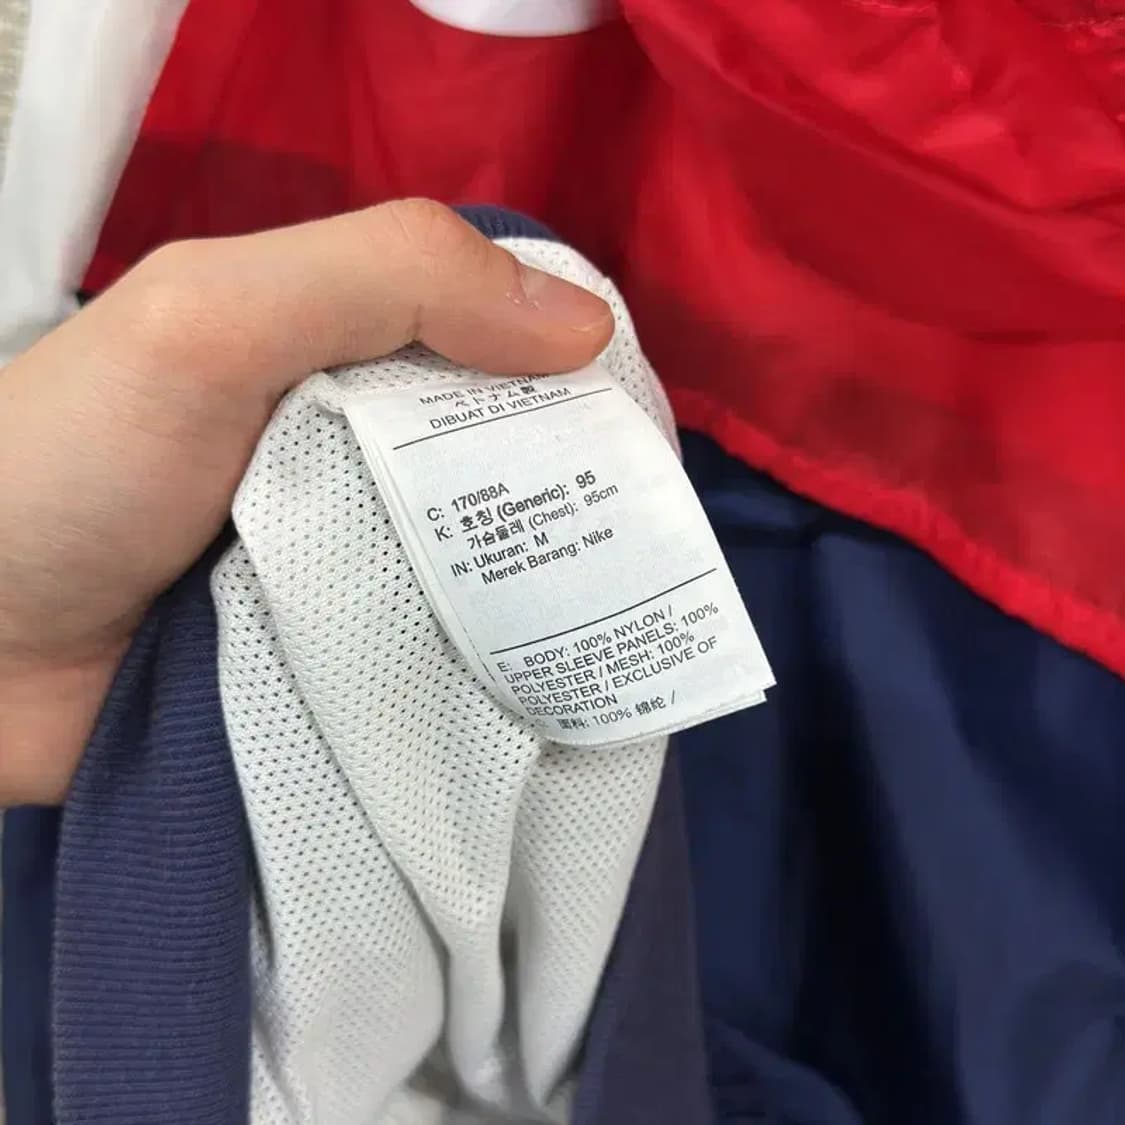 MADE IN VIETNAM
ベトナム製
DIBUAT DI VIETNAM
C: 170/88A
K: 호칭 (Generic): 95
가슴둘레 (Chest): 95cm
IN: Ukuran: M
Merek Barang: Nike
E: BODY: 100% NYLON /
UPPER SLEEVE PANELS: 100%
POLYESTER / MESH: 100%
POLYESTER / EXCLUSIVE OF
DECORATION
C: 面料: 100% 锦纶 /